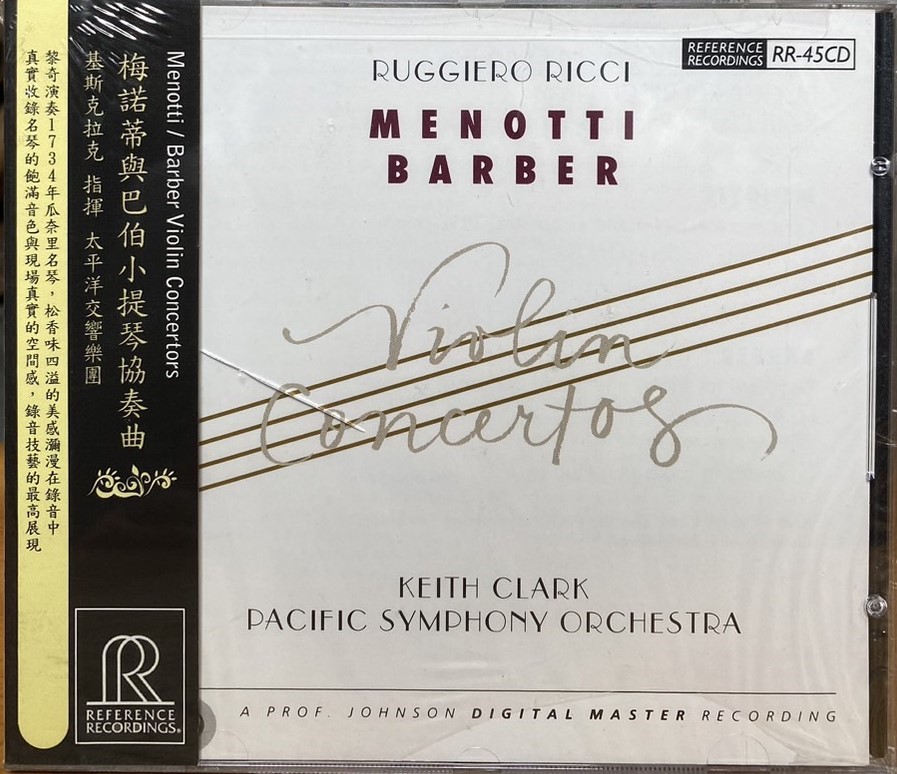 黎奇演奏1734年瓜奈里名琴，松香味四溢的美感瀰漫在錄音中
真實收錄名琴的飽滿音色與現場真實的空間感，錄音技藝的最高展現
Menotti / Barber Violin Concertors
梅諾蒂與巴伯小提琴協奏曲
基斯克拉克 指揮 太平洋交響樂團
REFERENCE
RECORDINGS®
REFERENCE
RECORDINGS
RR-45CD
RUGGIERO RICCI
MENOTTI
BARBER
Violin
Concertos
KEITH CLARK
PACIFIC SYMPHONY ORCHESTRA
A PROF. JOHNSON DIGITAL MASTER RECORDING